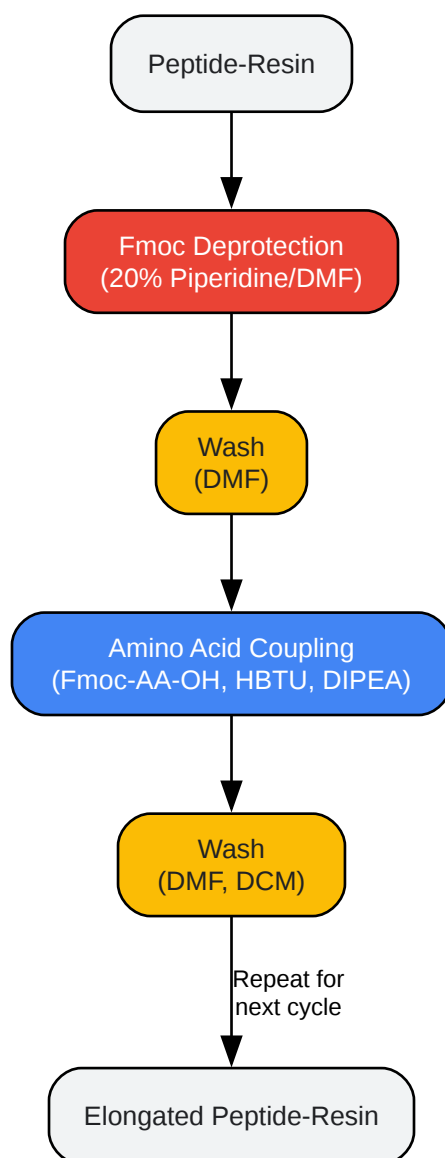 Peptide-Resin
Fmoc Deprotection
(20% Piperidine/DMF)
Wash
(DMF)
Amino Acid Coupling
(Fmoc-AA-OH, HBTU, DIPEA)
Wash
(DMF, DCM)
Repeat for
next cycle
Elongated Peptide-Resin